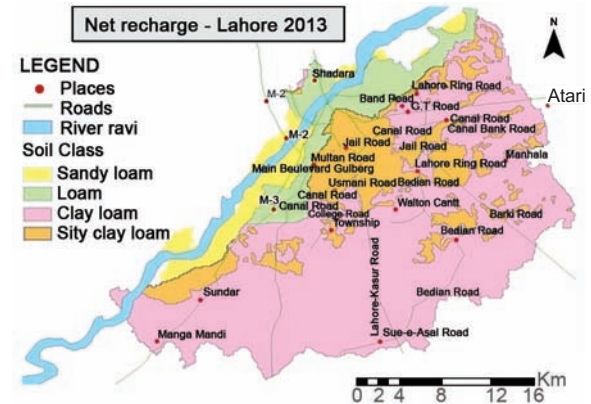 Net recharge - Lahore 2013
N
LEGEND
Places
Roads
River ravi
Soil Class
Sandy loam
Loam
Clay loam
Sity clay loam
Shadara
M-2
Lahore Ring Road
Atari
Band Road
G.T Road
M-2
Canal Road
Canal Road
Canal Bank Road
Jail Road
Jail Road
Multan Road
Manhala
Main Beulevard Gulberg
Lahore Ring Road
Usmani Road
Bedian Road
Canal Road
M-3
Canal Road
Walton Cantt
College Road
Barki Road
Township
Bedian Road
Lahore-Kasur Road
Bedian Road
Sundar
Manga Mandi
Sue-e-Asal Road
Km
0 2 4 8 12 16